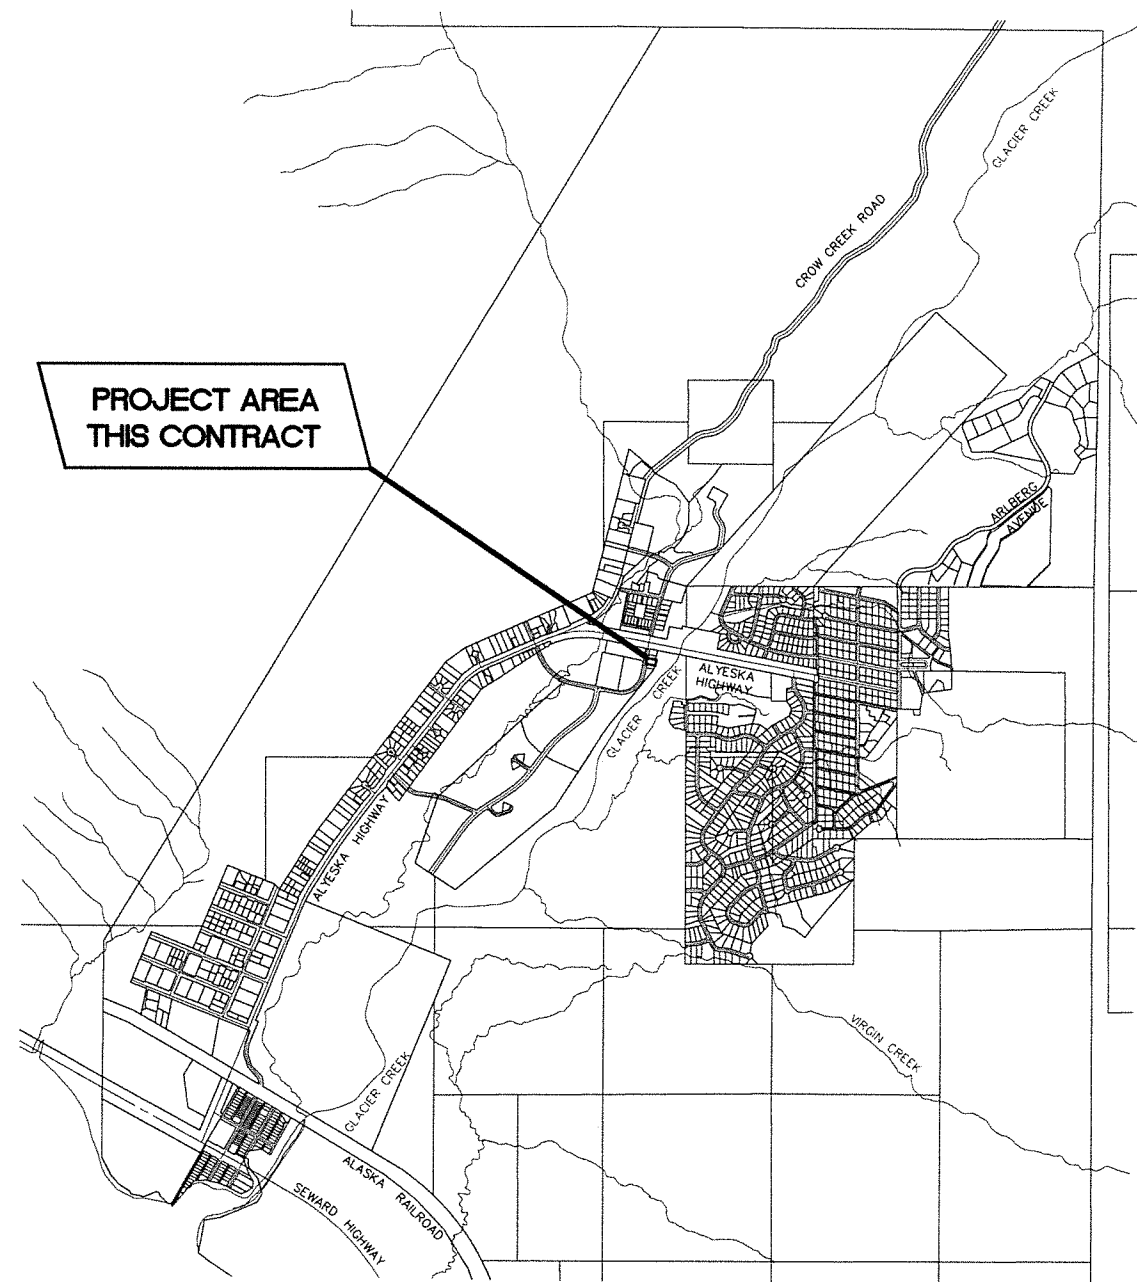 GLACIER CREEK
CROW CREEK ROAD
PROJECT AREA
THIS CONTRACT
ARLBERG
AVENUE
ALYESKA
HIGHWAY
GLACIER CREEK
ALYESKA HIGHWAY
VIRGIN CREEK
GLACIER CREEK
ALASKA RAILROAD
SEWARD HIGHWAY